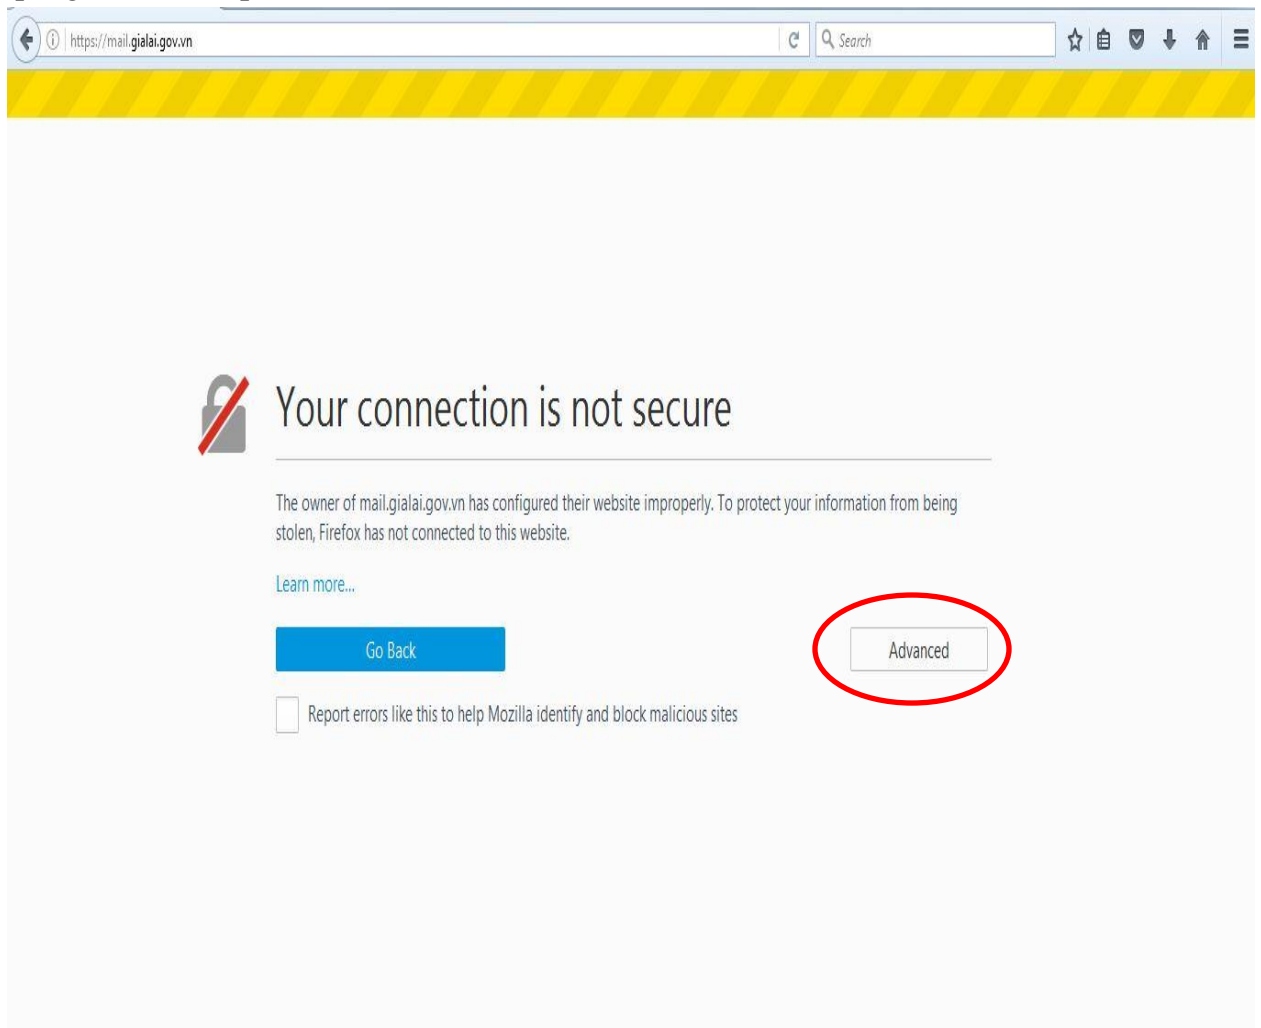 https://mail.gialai.gov.vn
Search
Your connection is not secure
The owner of mail.gialai.gov.vn has configured their website improperly. To protect your information from being
stolen, Firefox has not connected to this website.
Learn more...
Go Back
Advanced
Report errors like this to help Mozilla identify and block malicious sites